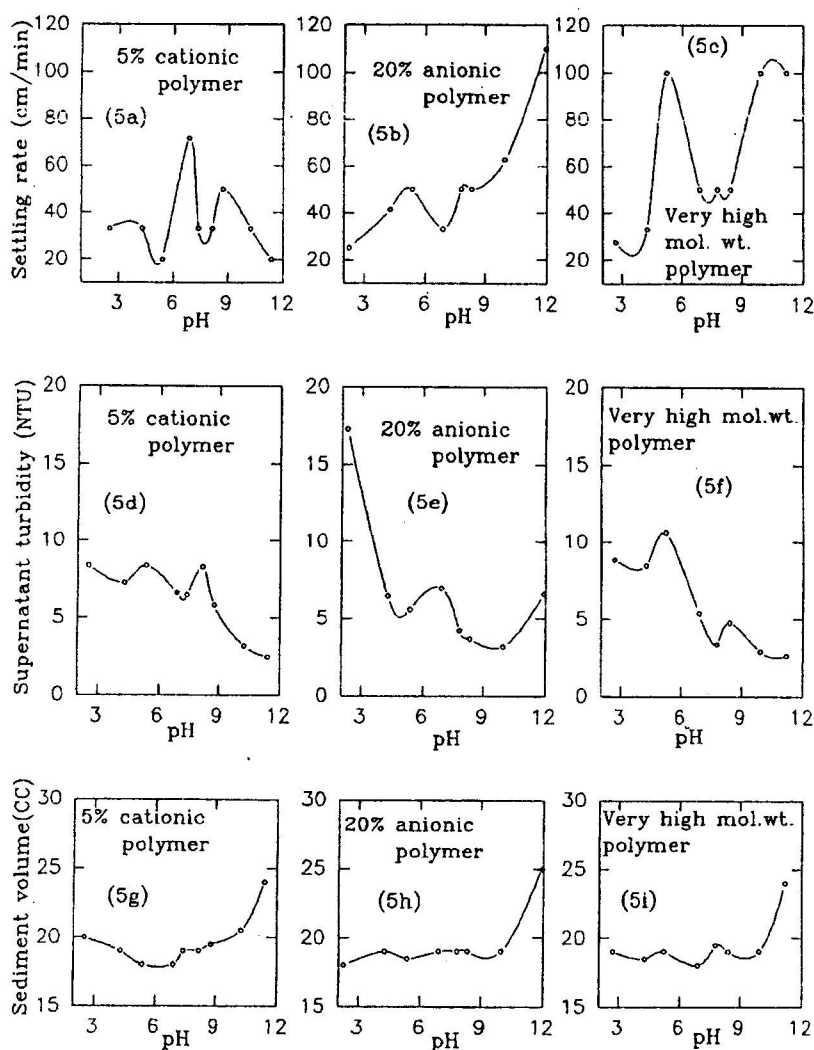 Settling rate (cm/min)
120
100
80
60
40
20
5% cationic
polymer
(5a)
3 6 9 12
pH
120
100
80
60
40
20
20% anionic
polymer
(5b)
3 6 9 12
pH
120
100
80
60
40
20
(5c)
Very high
mol. wt.
polymer
3 6 9 12
pH
Supernatant turbidity (NTU)
20
15
10
5
0
5% cationic
polymer
(5d)
3 6 9 12
pH
20
15
10
5
0
20% anionic
polymer
(5e)
3 6 9 12
pH
20
15
10
5
0
Very high mol.wt.
polymer
(5f)
3 6 9 12
pH
Sediment volume(CC)
30
25
20
15
5% cationic
polymer
(5g)
3 6 9 12
pH
30
25
20
15
20% anionic
polymer
(5h)
3 6 9 12
pH
30
25
20
15
Very high mol.wt.
polymer
(5i)
3 6 9 12
pH